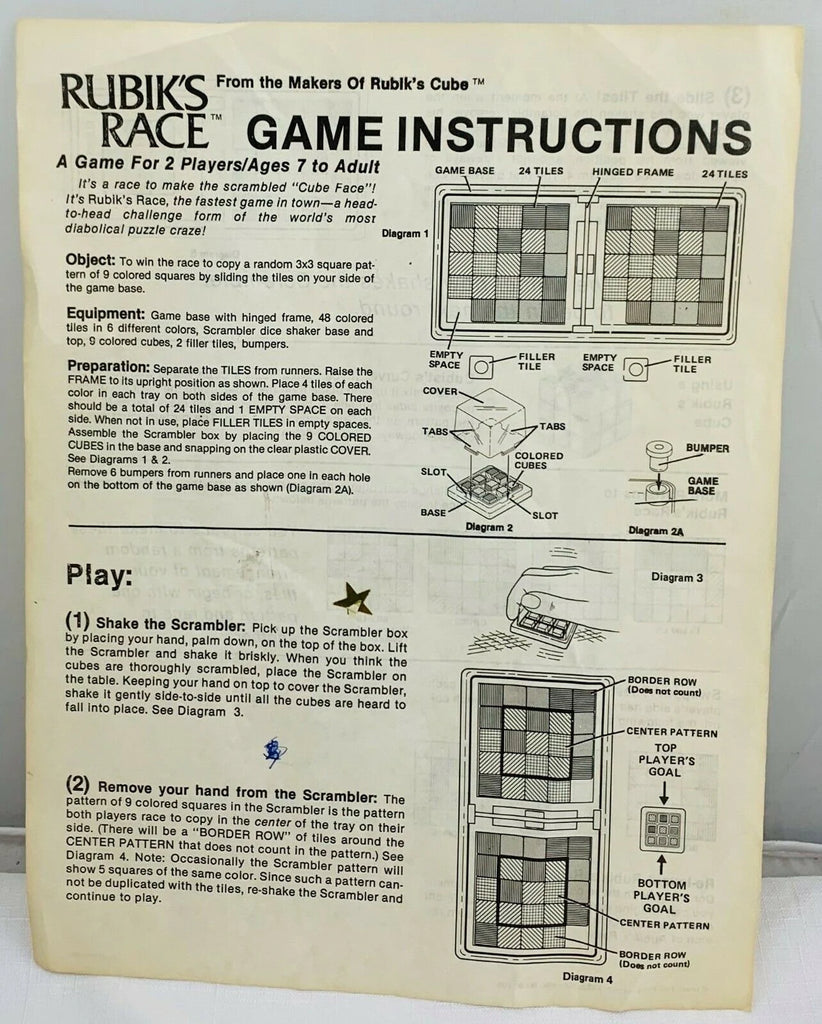 RUBIK'S RACE™
From the Makers Of Rubik's Cube™
GAME INSTRUCTIONS
A Game For 2 Players/Ages 7 to Adult
It's a race to make the scrambled "Cube Face"!
It's Rubik's Race, the fastest game in town—a head-
to-head challenge form of the world's most
diabolical puzzle craze!
Object: To win the race to copy a random 3x3 square pat-
tern of 9 colored squares by sliding the tiles on your side of
the game base.
Equipment: Game base with hinged frame, 48 colored
tiles in 6 different colors, Scrambler dice shaker base and
top, 9 colored cubes, 2 filler tiles, bumpers.
Preparation: Separate the TILES from runners. Raise the
FRAME to its upright position as shown. Place 4 tiles of each
color in each tray on both sides of the game base. There
should be a total of 24 tiles and 1 EMPTY SPACE on each
side. When not in use, place FILLER TILES in empty spaces.
Assemble the Scrambler box by placing the 9 COLORED
CUBES in the base and snapping on the clear plastic COVER.
See Diagrams 1 & 2.
Remove 6 bumpers from runners and place one in each hole
on the bottom of the game base as shown (Diagram 2A).
GAME BASE
24 TILES
HINGED FRAME
24 TILES
Diagram 1
EMPTY
SPACE
FILLER
TILE
EMPTY
SPACE
FILLER
TILE
COVER
TABS
TABS
SLOT
COLORED
CUBES
BASE
SLOT
Diagram 2
BUMPER
GAME
BASE
Diagram 2A
Play:
(1) Shake the Scrambler: Pick up the Scrambler box
by placing your hand, palm down, on the top of the box. Lift
the Scrambler and shake it briskly. When you think the
cubes are thoroughly scrambled, place the Scrambler on
the table. Keeping your hand on top to cover the Scrambler,
shake it gently side-to-side until all the cubes are heard to
fall into place. See Diagram 3.
(2) Remove your hand from the Scrambler: The
pattern of 9 colored squares in the Scrambler is the pattern
both players race to copy in the center of the tray on their
side. (There will be a "BORDER ROW" of tiles around the
CENTER PATTERN that does not count in the pattern.) See
Diagram 4. Note: Occasionally the Scrambler pattern will
show 5 squares of the same color. Since such a pattern can-
not be duplicated with the tiles, re-shake the Scrambler and
continue to play.
Diagram 3
BORDER ROW
(Does not count)
CENTER PATTERN
TOP
PLAYER'S
GOAL
BOTTOM
PLAYER'S
GOAL
CENTER PATTERN
BORDER ROW
(Does not count)
Diagram 4